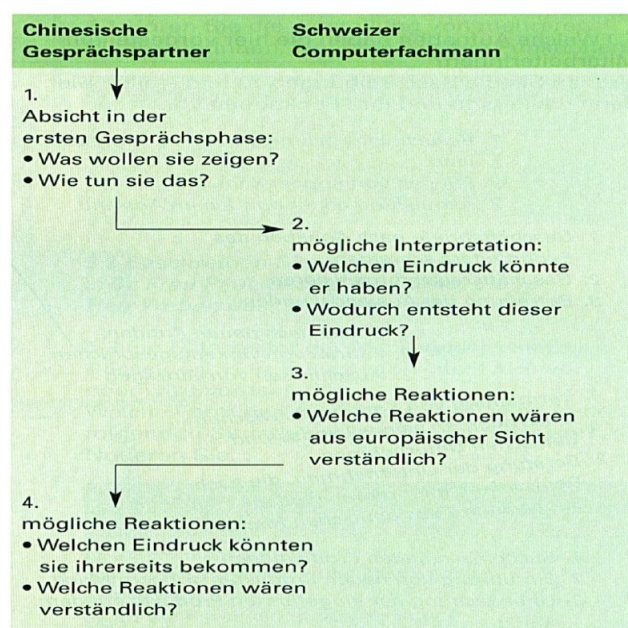 Chinesische
Gesprächspartner
Schweizer
Computerfachmann
1.
Absicht in der
ersten Gesprächsphase:
• Was wollen sie zeigen?
• Wie tun sie das?
2.
mögliche Interpretation:
• Welchen Eindruck könnte
er haben?
• Wodurch entsteht dieser
Eindruck?
3.
mögliche Reaktionen:
• Welche Reaktionen wären
aus europäischer Sicht
verständlich?
4.
mögliche Reaktionen:
• Welchen Eindruck könnten
sie ihrerseits bekommen?
• Welche Reaktionen wären
verständlich?